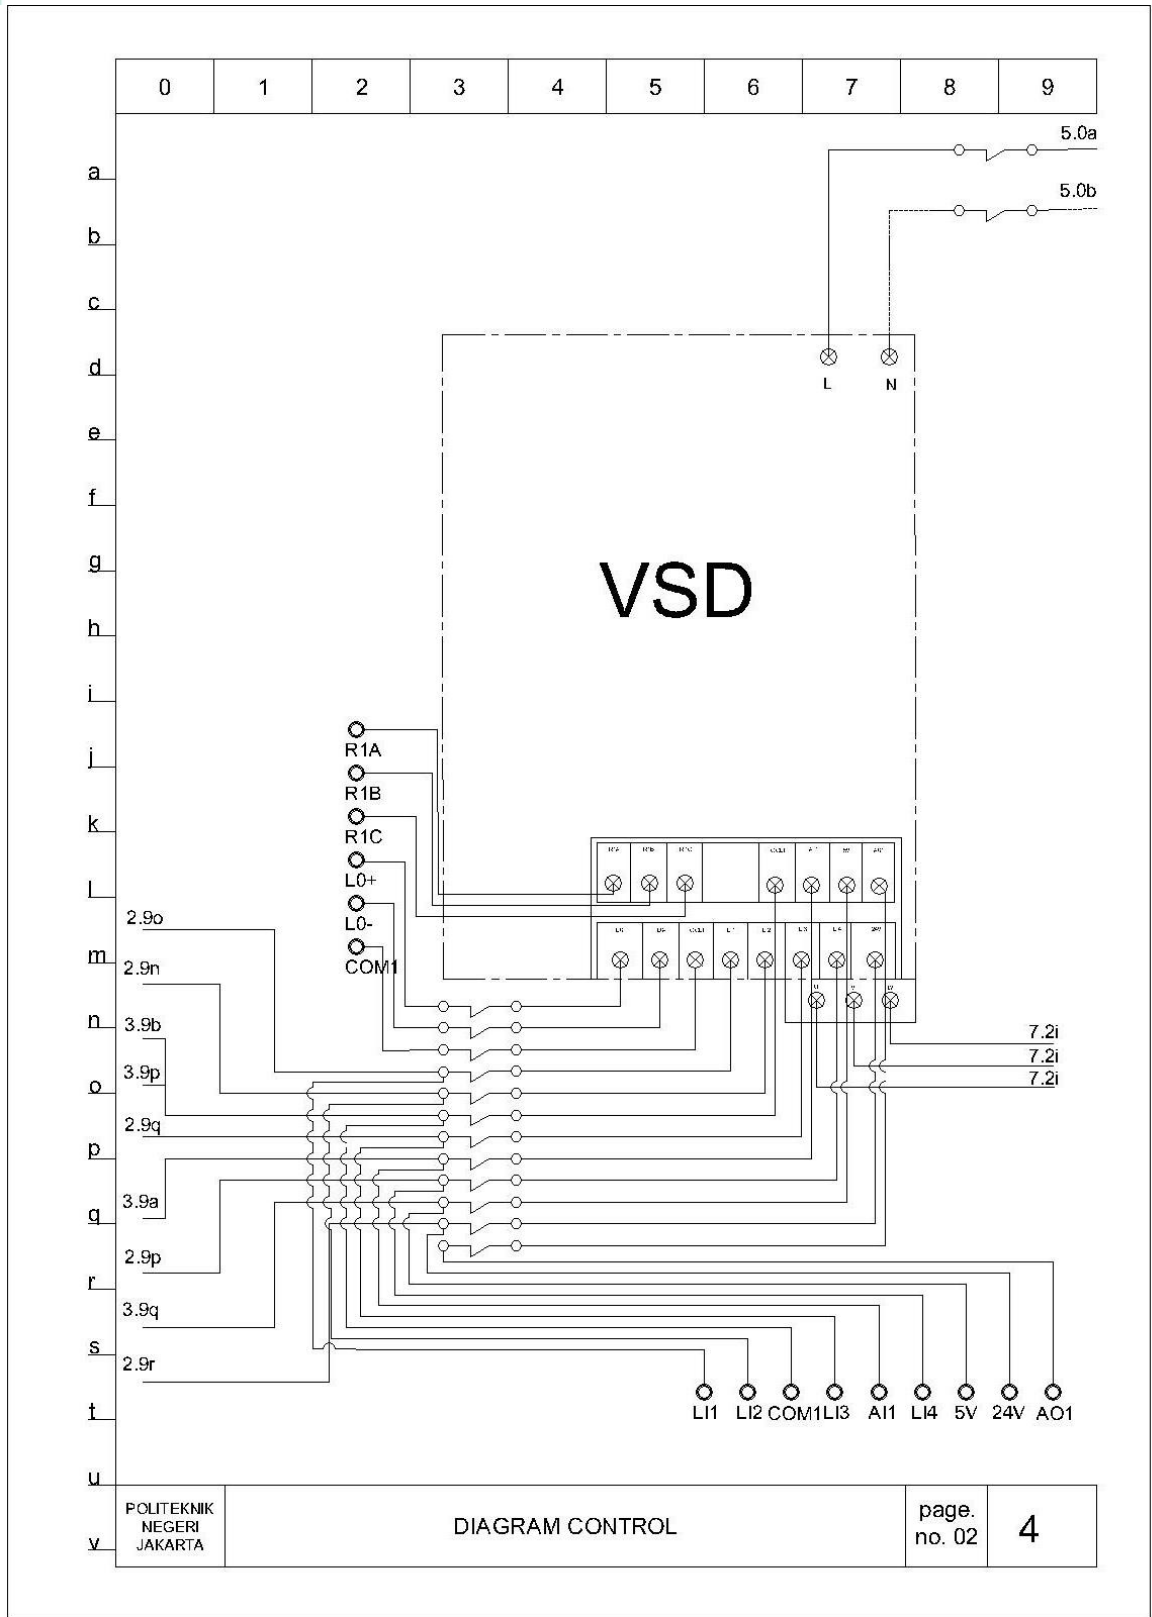 0 1 2 3 4 5 6 7 8 9
5.0a
a
5.0b
b
c
d
L N
e
f
g
VSD
h
i
j
R1A
R1B
k
R1C
L0+
l
L0-
2.9o
m
COM1
2.9n
n
3.9b
7.2i
7.2i
o
3.9p
7.2i
2.9q
p
3.9a
q
2.9p
r
3.9q
s
2.9r
t
LI1 LI2 COM1 LI3 AI1 LI4 5V 24V AO1
u
POLITEKNIK
NEGERI
JAKARTA
DIAGRAM CONTROL
page.
no. 02
4
v